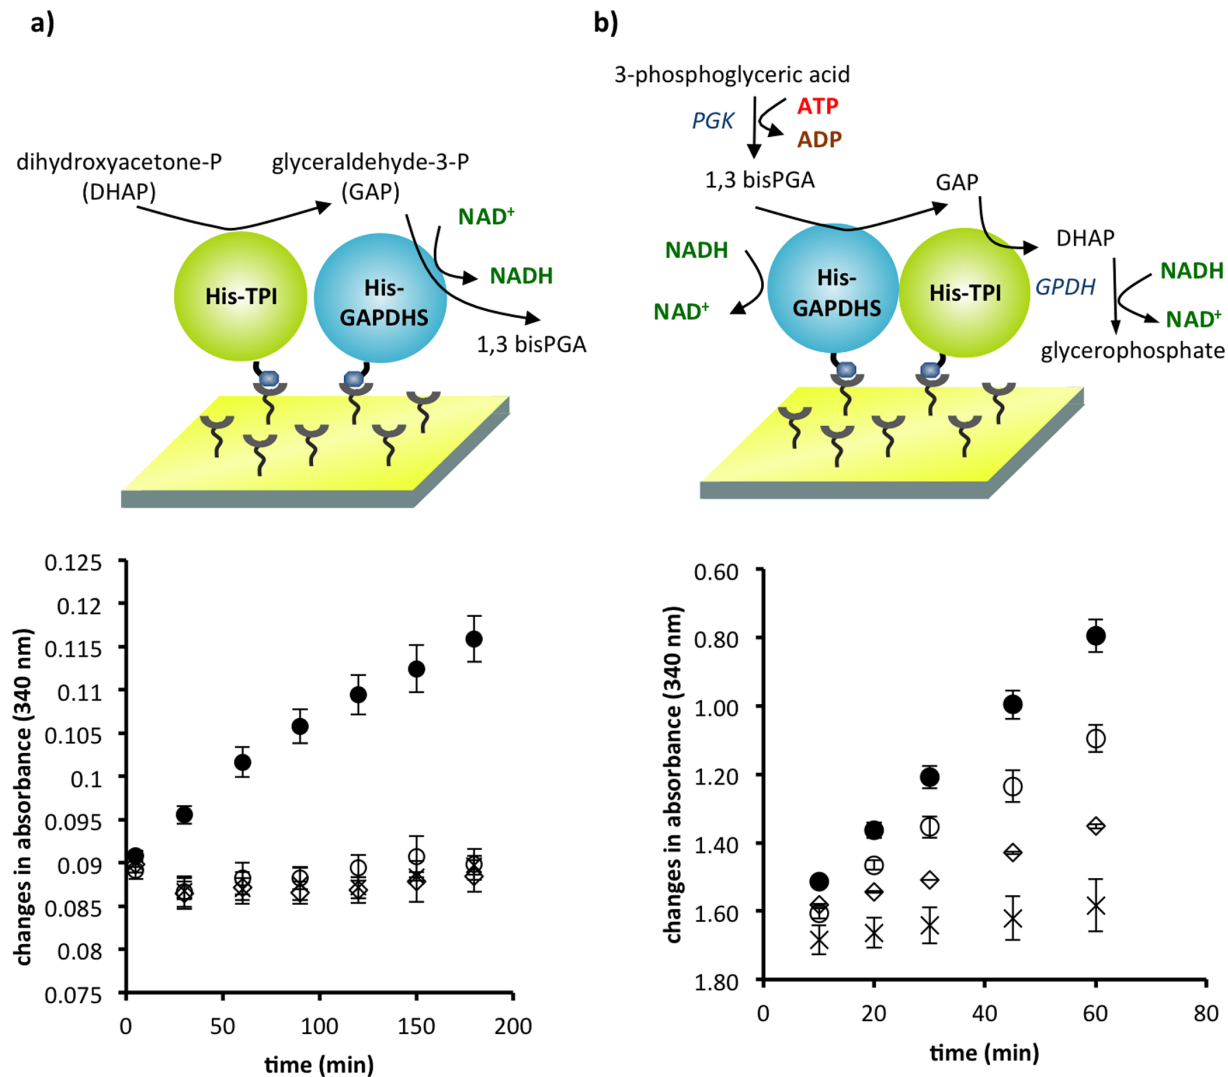 a)
dihydroxyacetone-P
(DHAP)
glyceraldehyde-3-P
(GAP)
NAD+
NADH
His-TPI
His-
GAPDHS
1,3 bisPGA
b)
3-phosphoglyceric acid
PGK
ATP
ADP
1,3 bisPGA
GAP
NADH
NAD+
His-
GAPDHS
His-TPI
DHAP
GPDH
NADH
NAD+
glycerophosphate
changes in absorbance (340 nm)
0.125
0.12
0.115
0.11
0.105
0.1
0.095
0.09
0.085
0.08
0.075
0 50 100 150 200
time (min)
changes in absorbance (340 nm)
0.60
0.80
1.00
1.20
1.40
1.60
1.80
0 20 40 60 80
time (min)